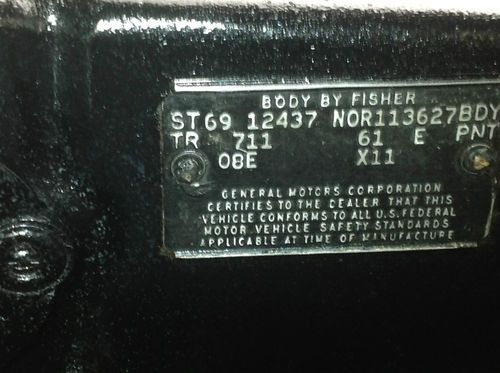 BODY BY FISHER
ST69 12437 NOR113627BDY
TR 711 61 E PNT
08E X11
GENERAL MOTORS CORPORATION
CERTIFIES TO THE DEALER THAT THIS
VEHICLE CONFORMS TO ALL U.S. FEDERAL
MOTOR VEHICLE SAFETY STANDARDS
APPLICABLE AT TIME OF MANUFACTURE